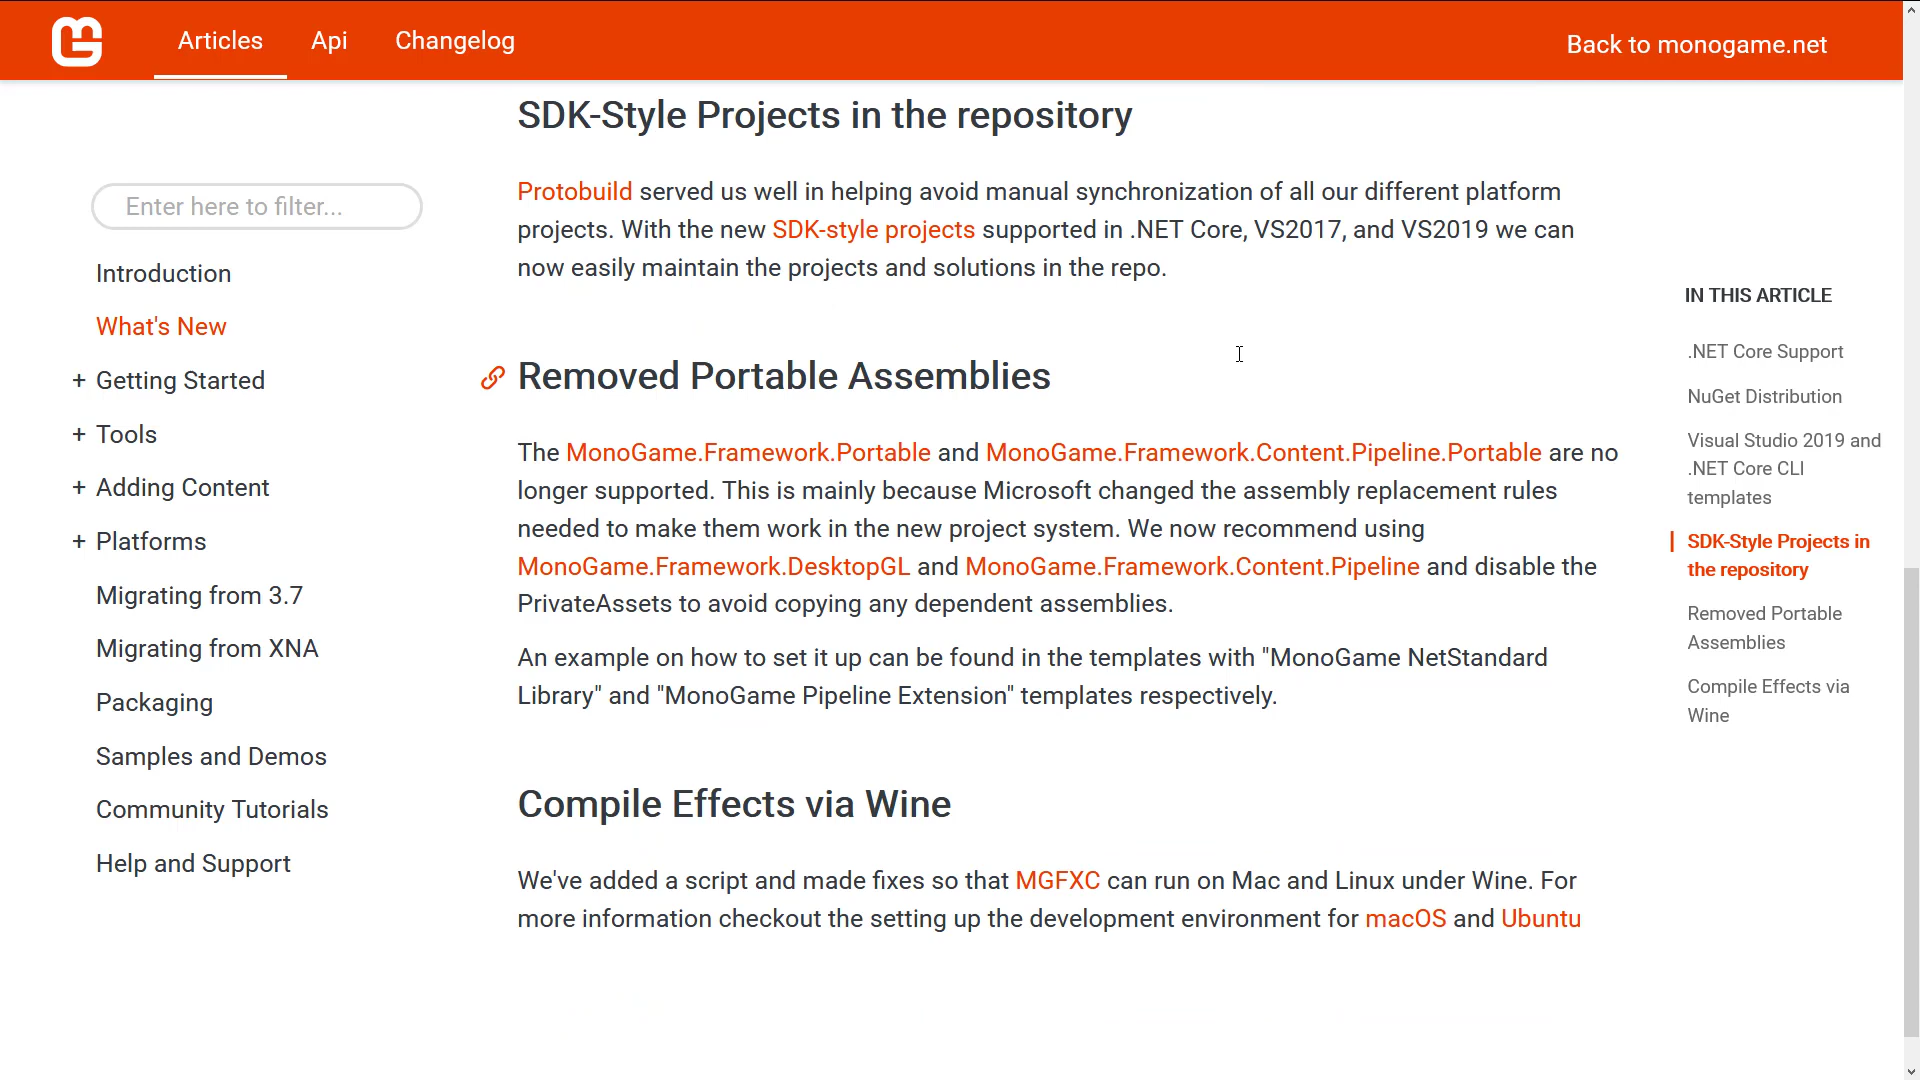 Articles
Api
Changelog
Back to monogame.net
Enter here to filter...
Introduction
What's New
+ Getting Started
+ Tools
+ Adding Content
+ Platforms
Migrating from 3.7
Migrating from XNA
Packaging
Samples and Demos
Community Tutorials
Help and Support
SDK-Style Projects in the repository
Protobuild served us well in helping avoid manual synchronization of all our different platform
projects. With the new SDK-style projects supported in .NET Core, VS2017, and VS2019 we can
now easily maintain the projects and solutions in the repo.
Removed Portable Assemblies
The MonoGame.Framework.Portable and MonoGame.Framework.Content.Pipeline.Portable are no
longer supported. This is mainly because Microsoft changed the assembly replacement rules
needed to make them work in the new project system. We now recommend using
MonoGame.Framework.DesktopGL and MonoGame.Framework.Content.Pipeline and disable the
PrivateAssets to avoid copying any dependent assemblies.
An example on how to set it up can be found in the templates with "MonoGame NetStandard
Library" and "MonoGame Pipeline Extension" templates respectively.
Compile Effects via Wine
We've added a script and made fixes so that MGFXC can run on Mac and Linux under Wine. For
more information checkout the setting up the development environment for macOS and Ubuntu
IN THIS ARTICLE
.NET Core Support
NuGet Distribution
Visual Studio 2019 and
.NET Core CLI
templates
SDK-Style Projects in
the repository
Removed Portable
Assemblies
Compile Effects via
Wine